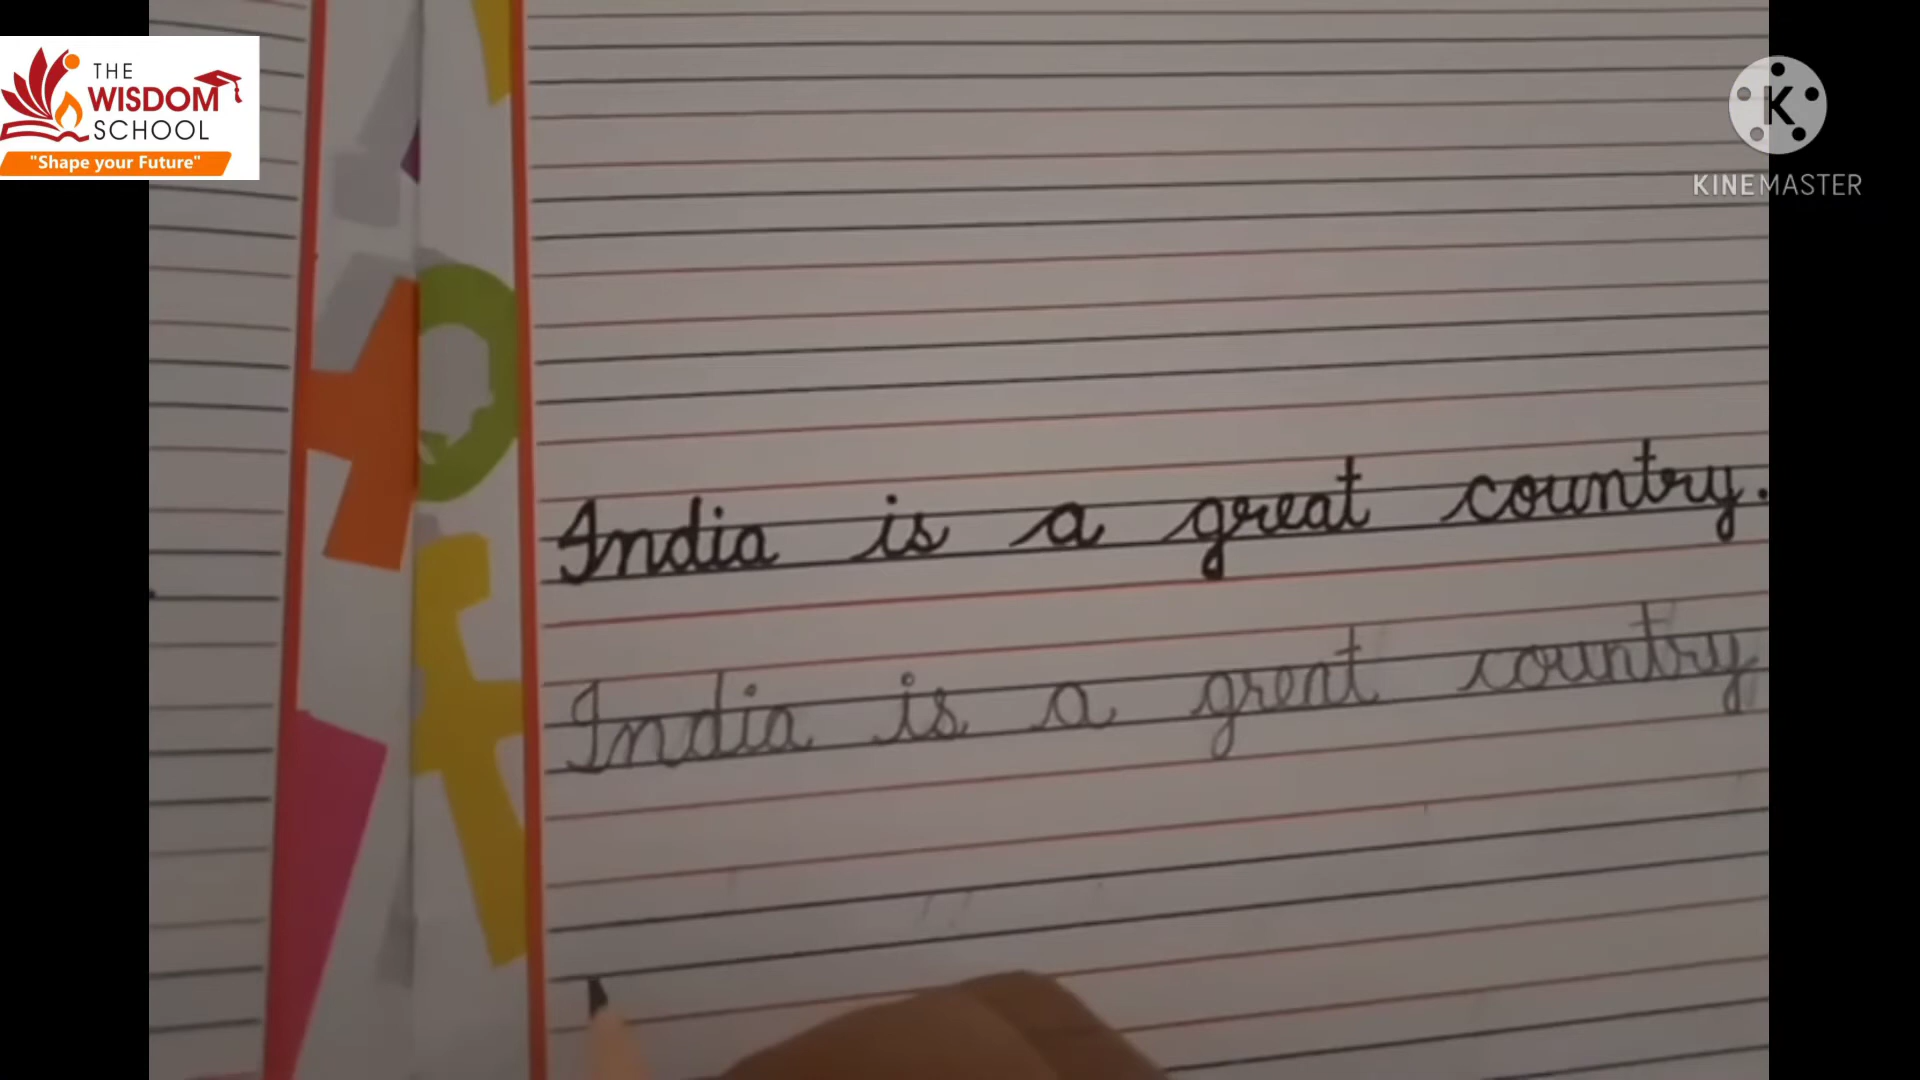 THE
WISDOM
SCHOOL
"Shape your Future"
KINEMASTER
India is a great country.
India is a great country